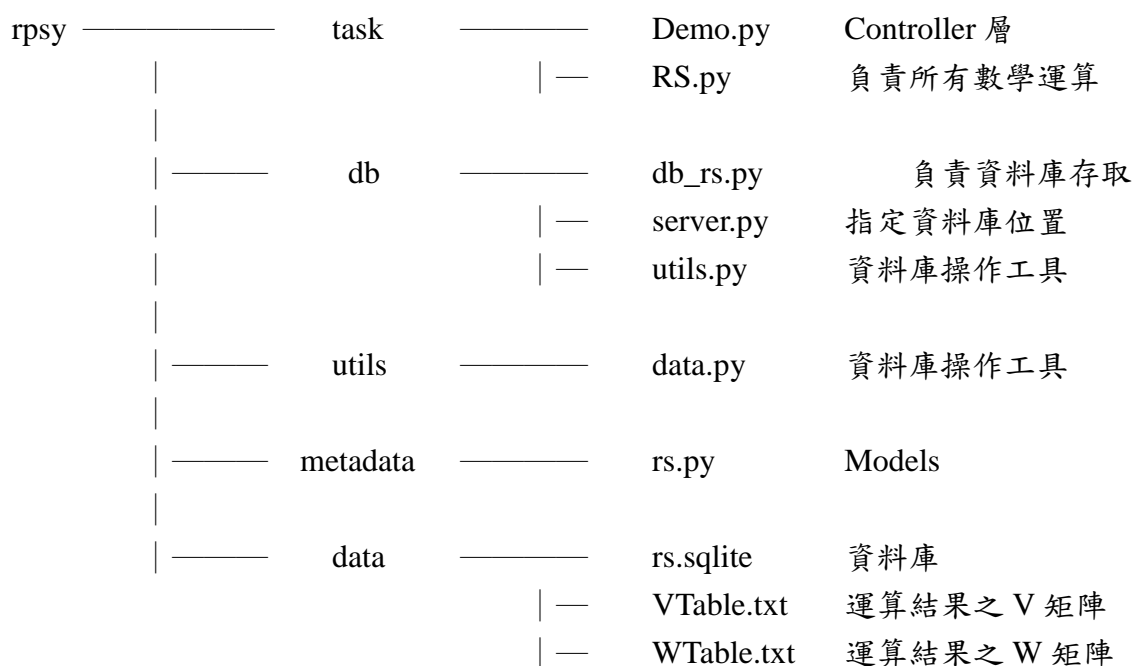 rpsy task Demo.py Controller 層
RS.py 負責所有數學運算
db db_rs.py 負責資料庫存取
server.py 指定資料庫位置
utils.py 資料庫操作工具
utils data.py 資料庫操作工具
metadata rs.py Models
data rs.sqlite 資料庫
VTable.txt 運算結果之 V 矩陣
WTable.txt 運算結果之 W 矩陣